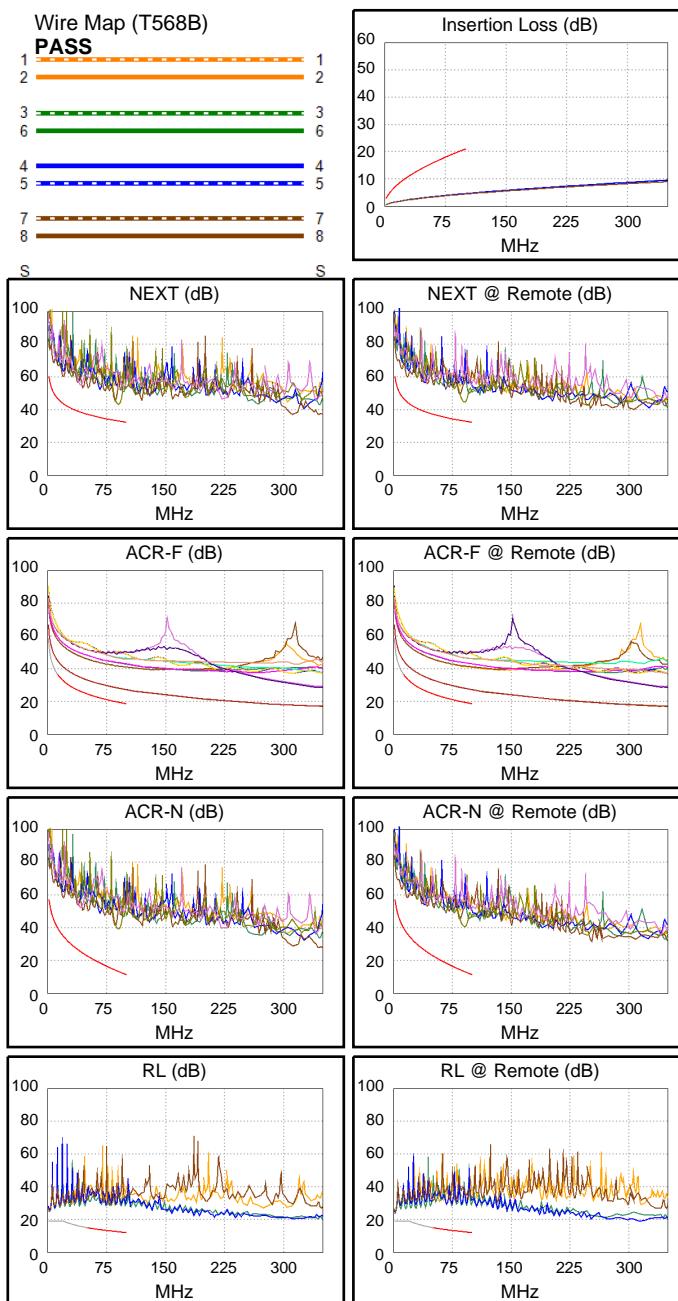 Wire Map (T568B)
PASS
1 1
2 2
3 3
6 6
4 4
5 5
7 7
8 8
S S
Insertion Loss (dB)
60
50
40
30
20
10
0
0 75 150 225 300
MHz
NEXT (dB)
100
80
60
40
20
0
0 75 150 225 300
MHz
NEXT @ Remote (dB)
100
80
60
40
20
0
0 75 150 225 300
MHz
ACR-F (dB)
100
80
60
40
20
0
0 75 150 225 300
MHz
ACR-F @ Remote (dB)
100
80
60
40
20
0
0 75 150 225 300
MHz
ACR-N (dB)
100
80
60
40
20
0
0 75 150 225 300
MHz
ACR-N @ Remote (dB)
100
80
60
40
20
0
0 75 150 225 300
MHz
RL (dB)
100
80
60
40
20
0
0 75 150 225 300
MHz
RL @ Remote (dB)
100
80
60
40
20
0
0 75 150 225 300
MHz